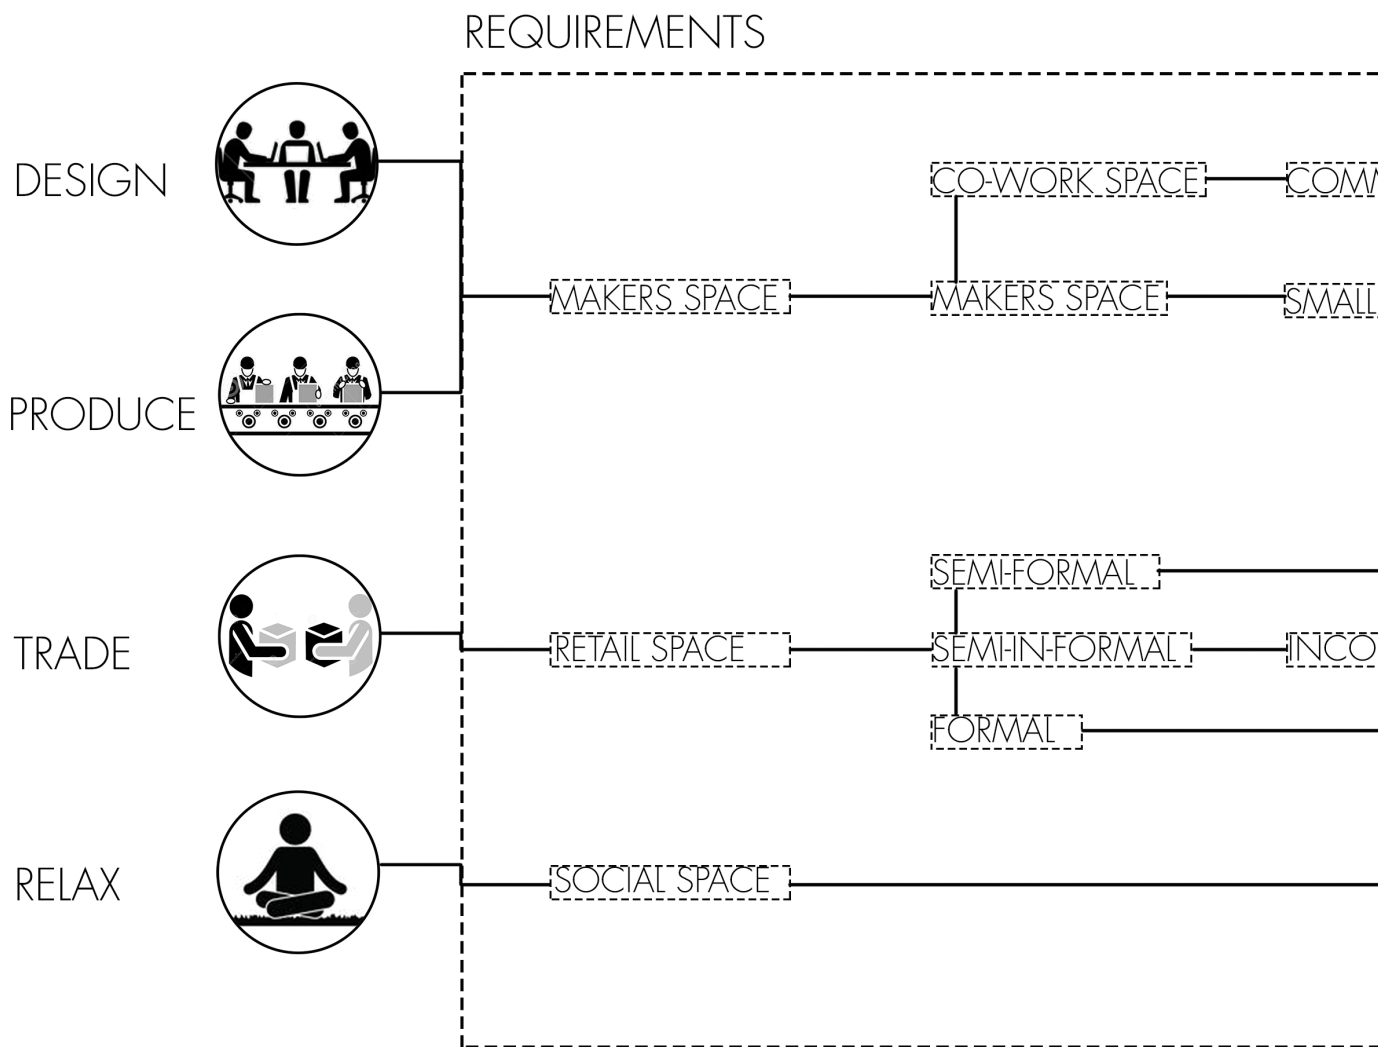 REQUIREMENTS
DESIGN
CO-WORK SPACE
MAKERS SPACE
MAKERS SPACE
SMALL
PRODUCE
SEMI-FORMAL
TRADE
RETAIL SPACE
SEMI-IN-FORMAL
FORMAL
RELAX
SOCIAL SPACE